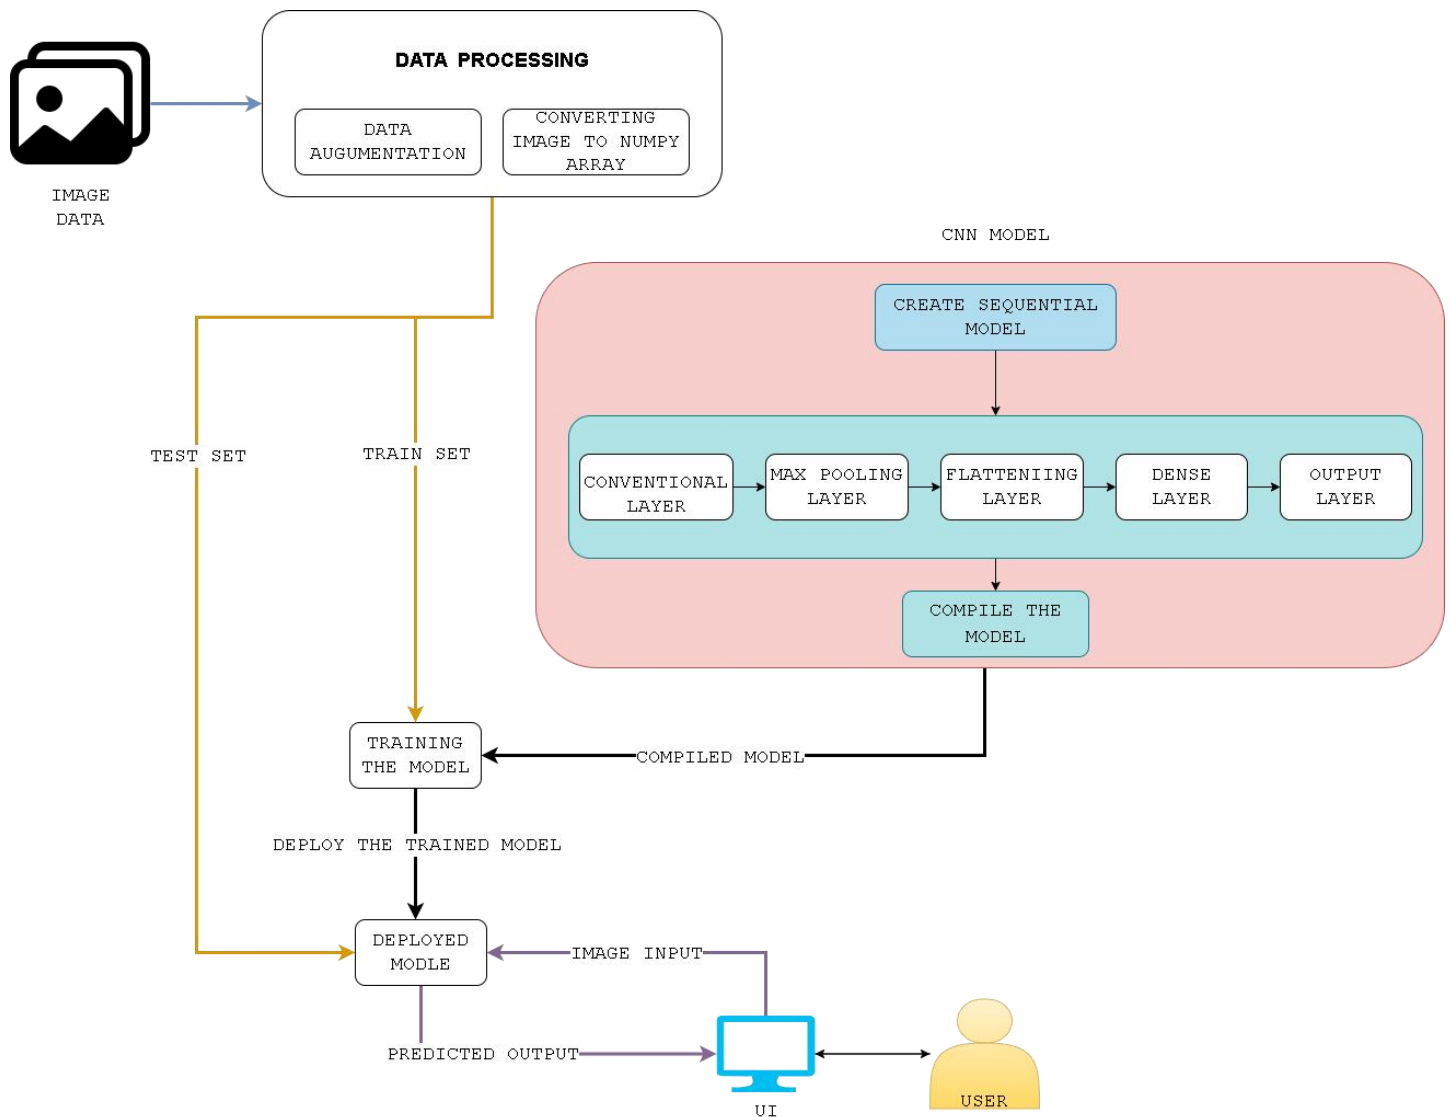 DATA PROCESSING
DATA
AUGUMENTATION
CONVERTING
IMAGE TO NUMPY
ARRAY
IMAGE
DATA
CNN MODEL
CREATE SEQUENTIAL
MODEL
TEST SET
TRAIN SET
CONVENTIONAL
LAYER
MAX POOLING
LAYER
FLATTENIING
LAYER
DENSE
LAYER
OUTPUT
LAYER
COMPILE THE
MODEL
TRAINING
THE MODEL
COMPILED MODEL
DEPLOY THE TRAINED MODEL
DEPLOYED
MODLE
IMAGE INPUT
PREDICTED OUTPUT
UI
USER